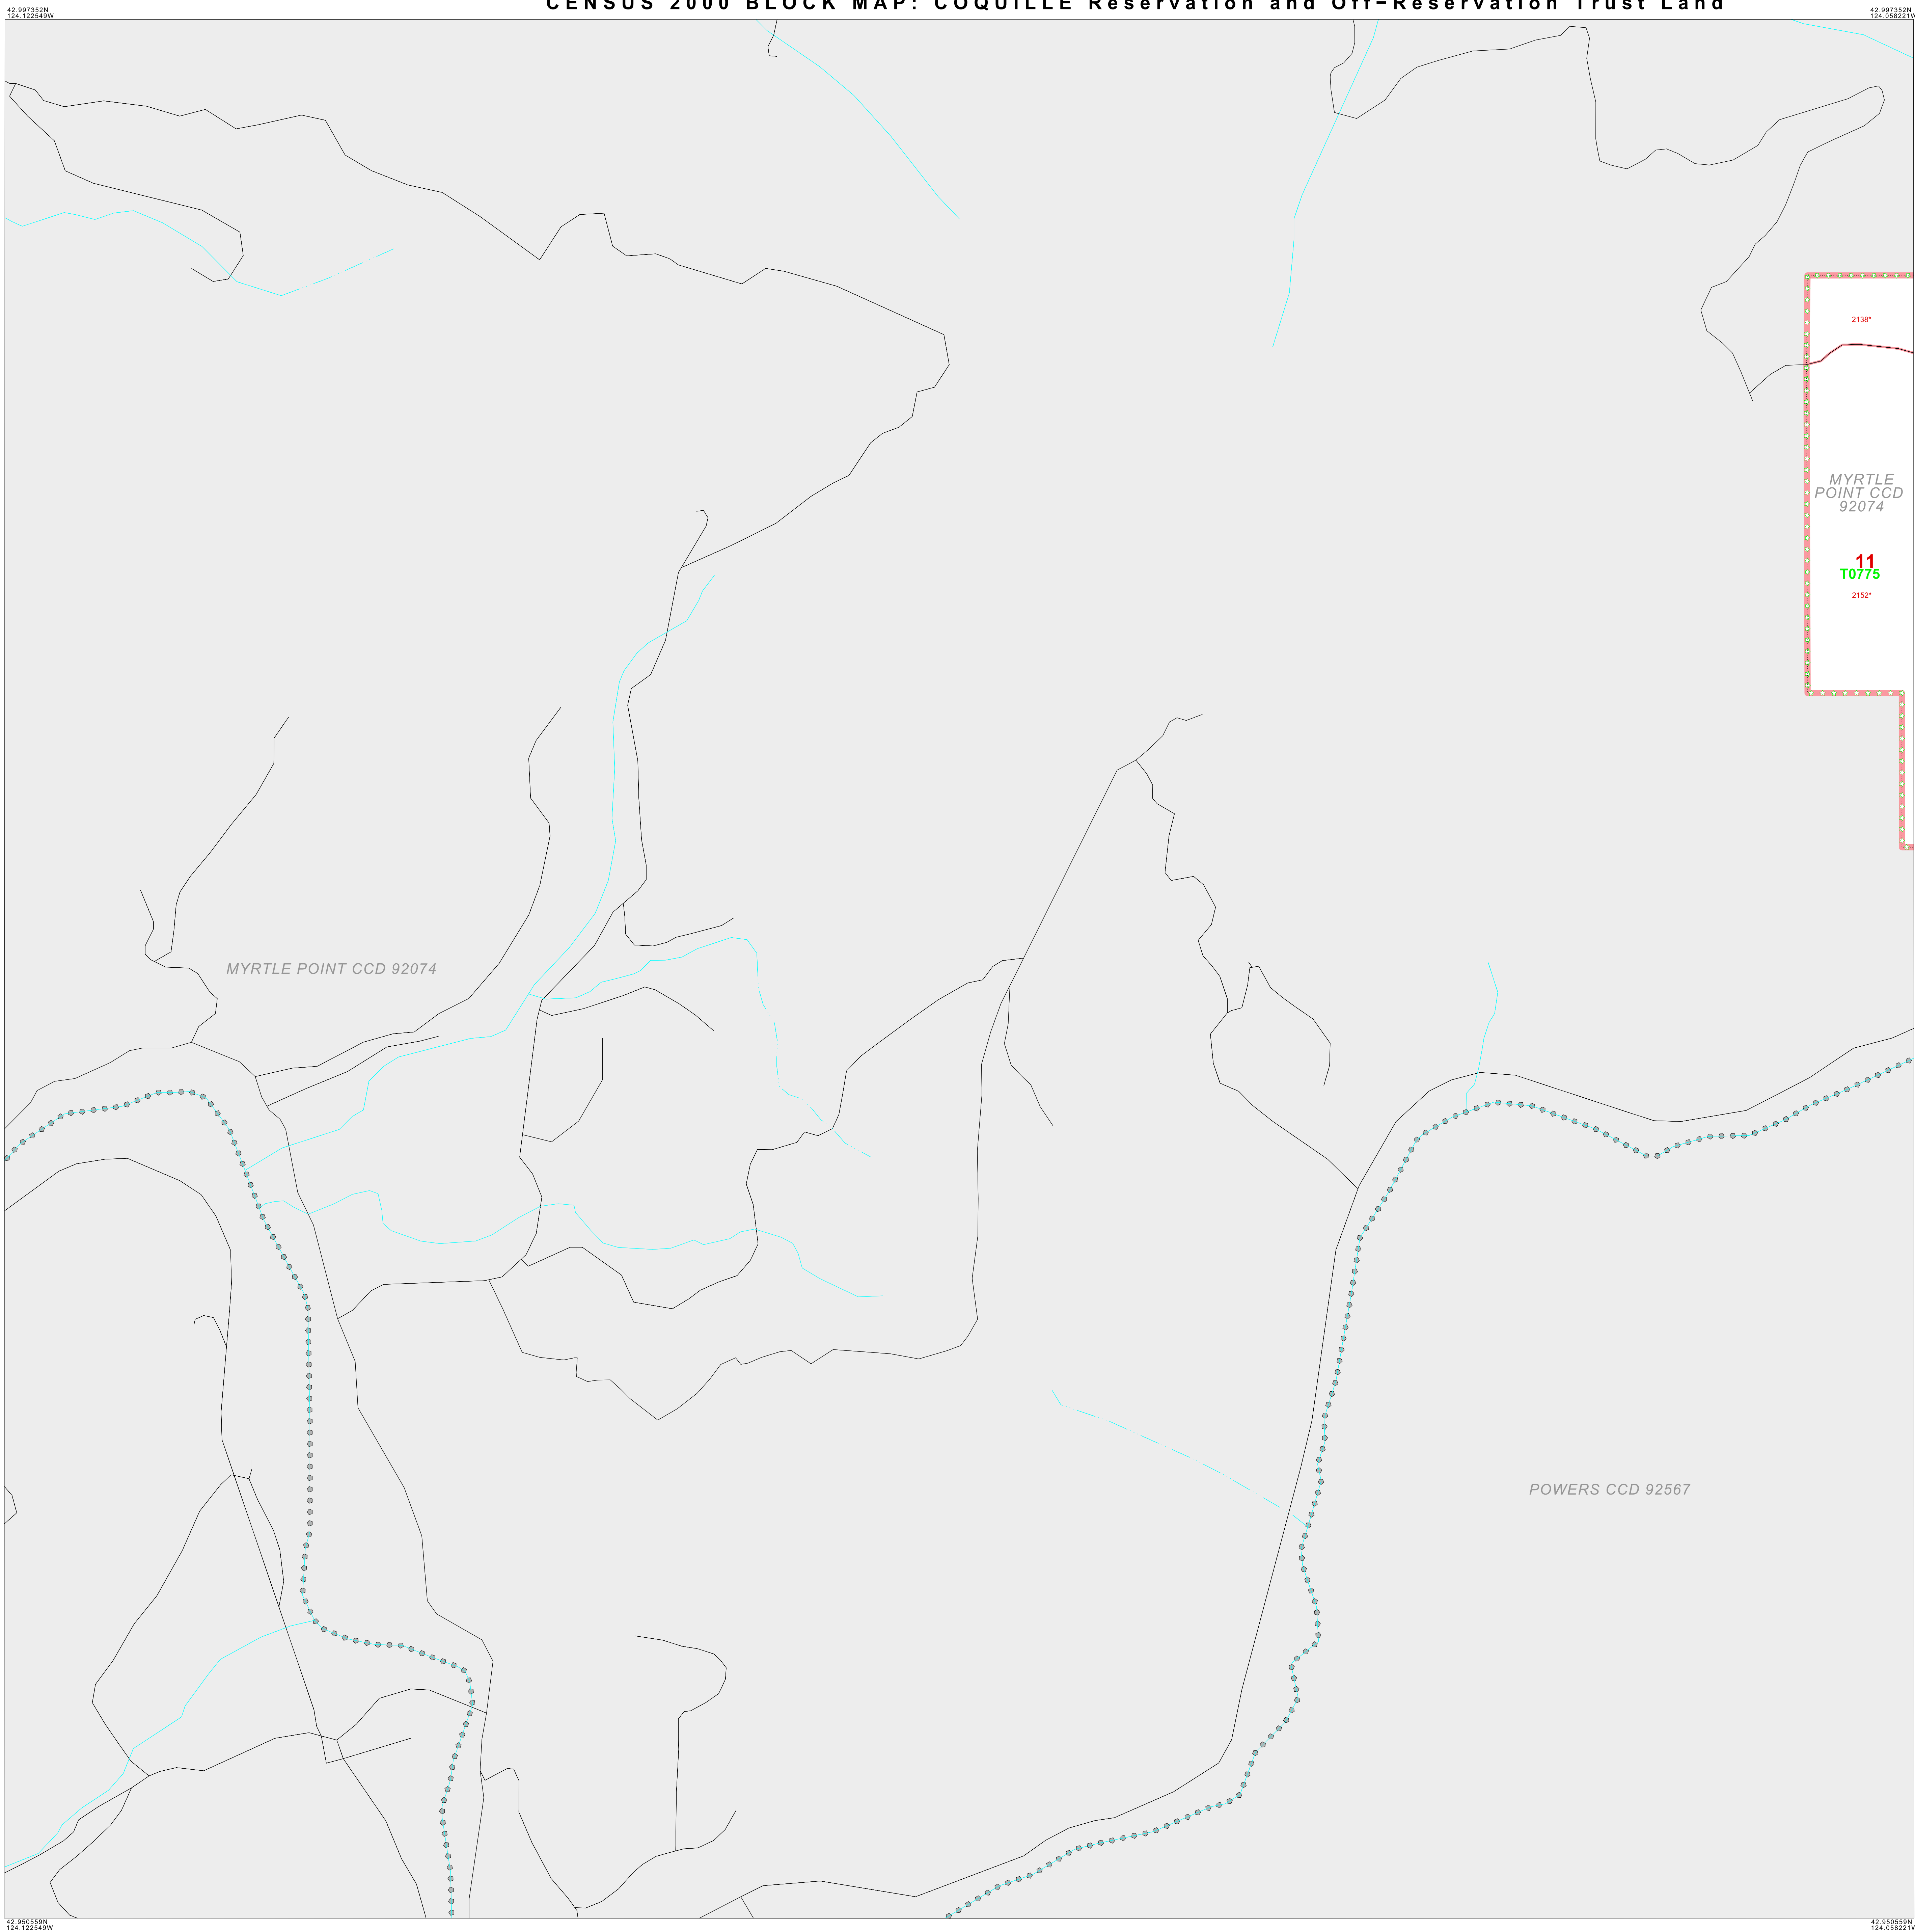 CENSUS 2000 BLOCK MAP: COQUILLE Reservation and Off-Reservation Trust Land
42.997352N
124.122549W
42.997352N
124.058221W
2138*
MYRTLE
POINT CCD
92074
11
T0775
2152*
MYRTLE POINT CCD 92074
POWERS CCD 92567
42.950559N
124.122549W
42.950559N
124.058221W